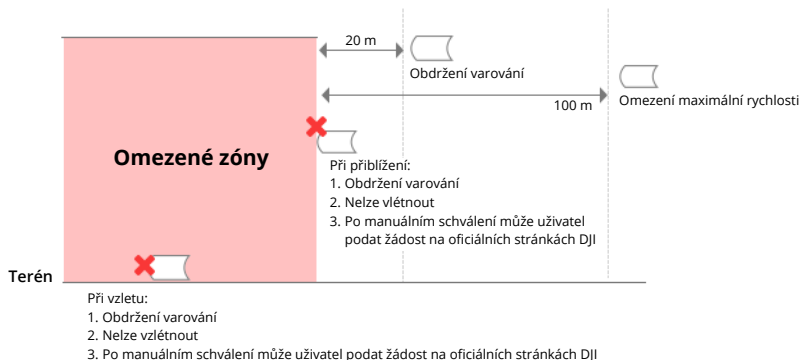 20 m
Obdržení varování
100 m
Omezení maximální rychlosti
Omezené zóny
Při přiblížení:
1. Obdržení varování
2. Nelze vlétnout
3. Po manuálním schválení může uživatel
podat žádost na oficiálních stránkách DJI
Terén
Při vzletu:
1. Obdržení varování
2. Nelze vzlétnout
3. Po manuálním schválení může uživatel podat žádost na oficiálních stránkách DJI